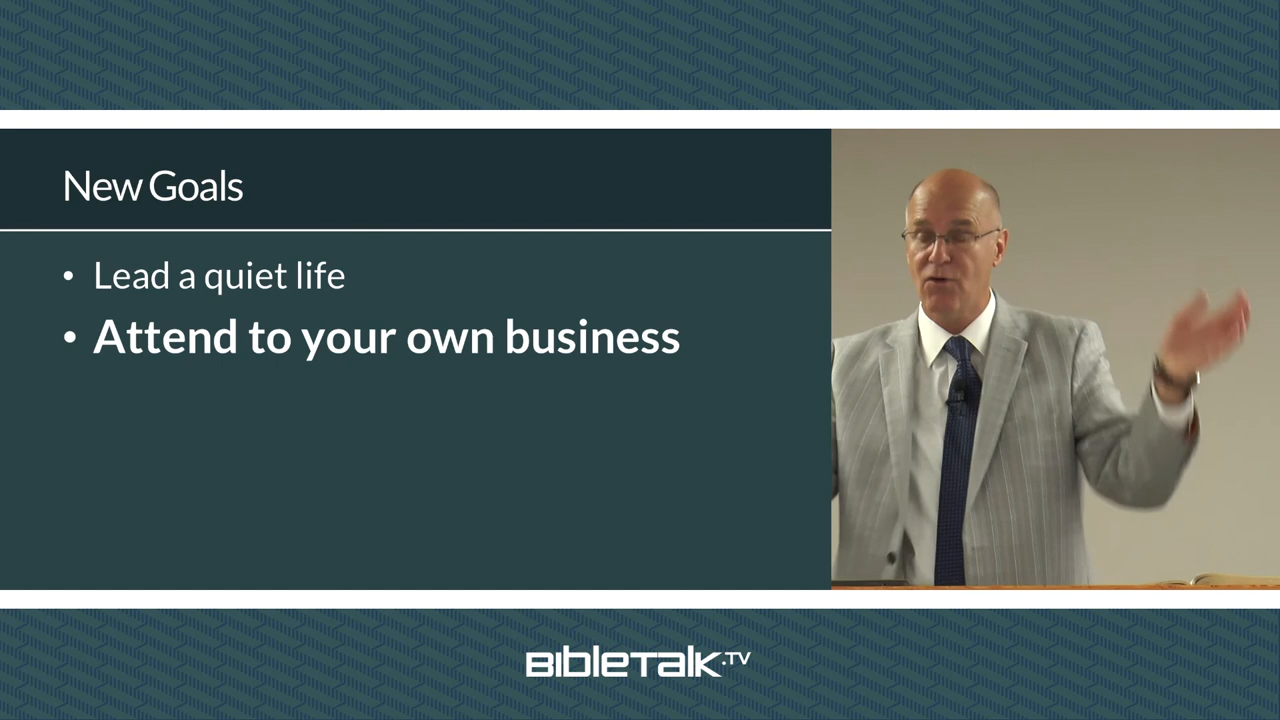 New Goals
• Lead a quiet life
• Attend to your own business
BibleTalk.TV